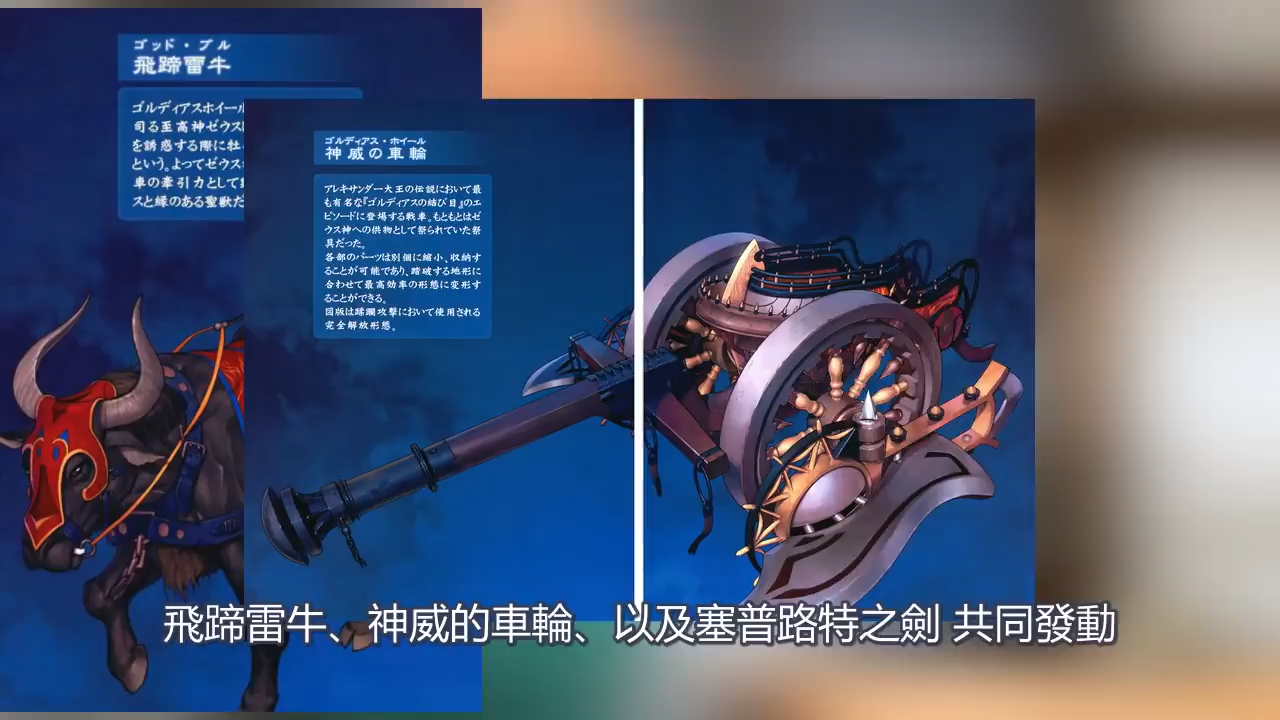 ゴッド・ブル
飛蹄雷牛
ゴルディアスホイール
司る至高神ゼウス
を誘惑する際に牡
という。よってゼウス
車の牽引力として
スと縁のある聖獣だ
ゴルディアス・ホイール
神威の車輪
アレキサンダー大王の伝説において最
も有名な『ゴルディアスの結び目』のエ
ピソードに登場する戦車。もともとはゼ
ウス神への供物として祭られていた祭
具だった。
各部のパーツは別個に縮小、収納す
ることが可能であり、踏破する地形に
合わせて最高効率の形態に変形す
ることができる。
図版は蹂躙攻撃において使用される
完全解放形態。
飛蹄雷牛、神威的車輪、以及塞普路特之劍 共同發動